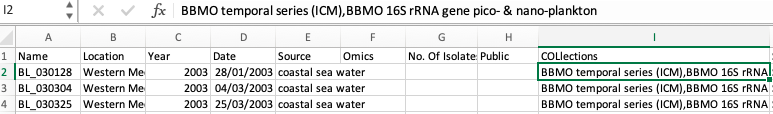 I2 fx BBMO temporal series (ICM),BBMO 16S rRNA gene pico- & nano-plankton
A B C D E F G H I
1 Name Location Year Date Source Omics No. Of Isolate: Public COLlections
2 BL_030128 Western Me 2003 28/01/2003 coastal sea water BBMO temporal series (ICM),BBMO 16S rRNA
3 BL_030304 Western Me 2003 04/03/2003 coastal sea water BBMO temporal series (ICM),BBMO 16S rRNA
4 BL_030325 Western Me 2003 25/03/2003 coastal sea water BBMO temporal series (ICM),BBMO 16S rRNA